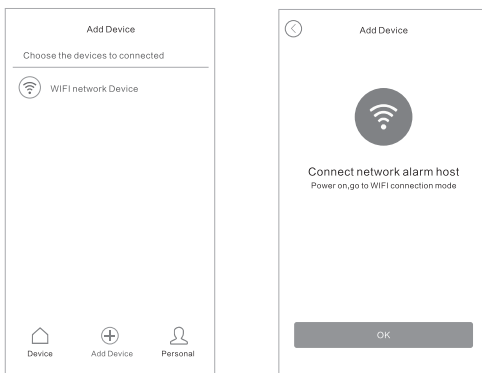 Add Device
Choose the devices to connected
WIFI network Device
Device
Add Device
Personal
Add Device
Connect network alarm host
Power on,go to WIFI connection mode
OK